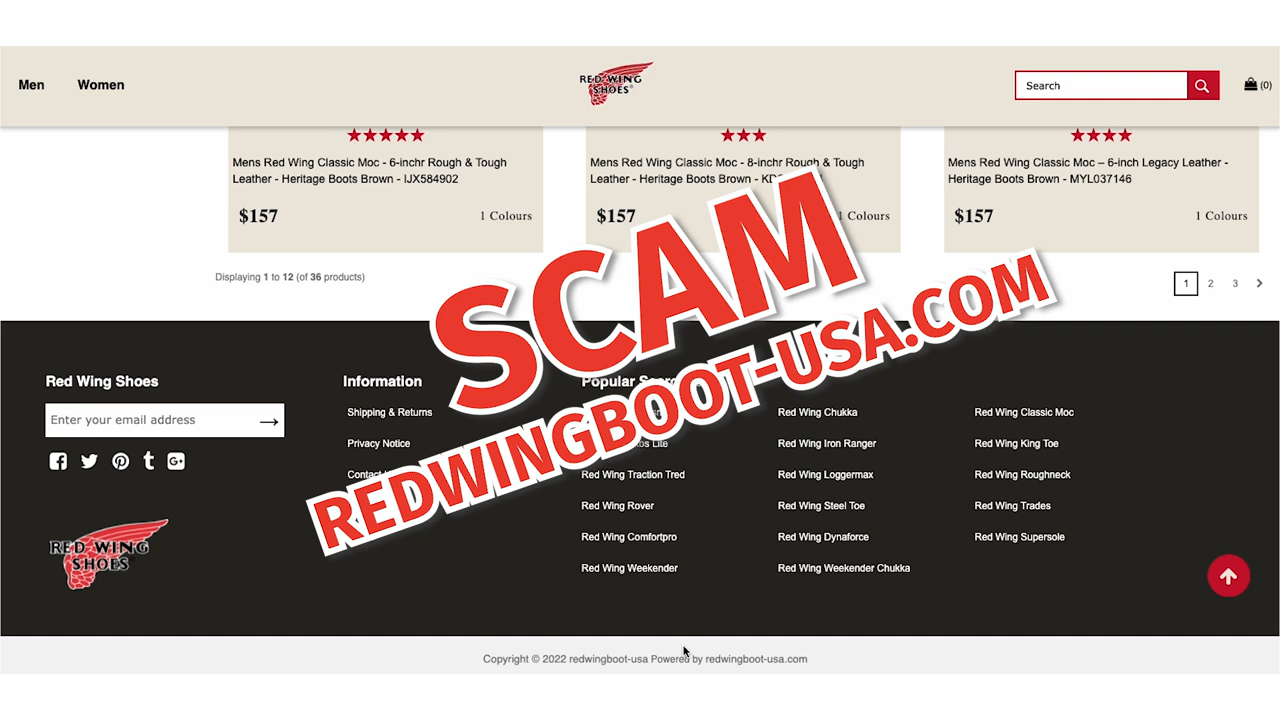 Men
Women
RED WING
SHOES
Search
(0)
Mens Red Wing Classic Moc - 6-inchr Rough & Tough
Leather - Heritage Boots Brown - IJX584902
$157
1 Colours
Mens Red Wing Classic Moc - 8-inchr Rough & Tough
Leather - Heritage Boots Brown -
$157
1 Colours
Mens Red Wing Classic Moc – 6-inch Legacy Leather -
Heritage Boots Brown - MYL037146
$157
1 Colours
Displaying 1 to 12 (of 36 products)
1 2 3
SCAM
REDWINGBOOT-USA.COM
Red Wing Shoes
Enter your email address
RED WING
SHOES
Information
Shipping & Returns
Privacy Notice
Contact
Popular
Lite
Red Wing Traction Tred
Red Wing Rover
Red Wing Comfortpro
Red Wing Weekender
Red Wing Chukka
Red Wing Iron Ranger
Red Wing Loggermax
Red Wing Steel Toe
Red Wing Dynaforce
Red Wing Weekender Chukka
Red Wing Classic Moc
Red Wing King Toe
Red Wing Roughneck
Red Wing Trades
Red Wing Supersole
Copyright © 2022 redwingboot-usa Powered by redwingboot-usa.com